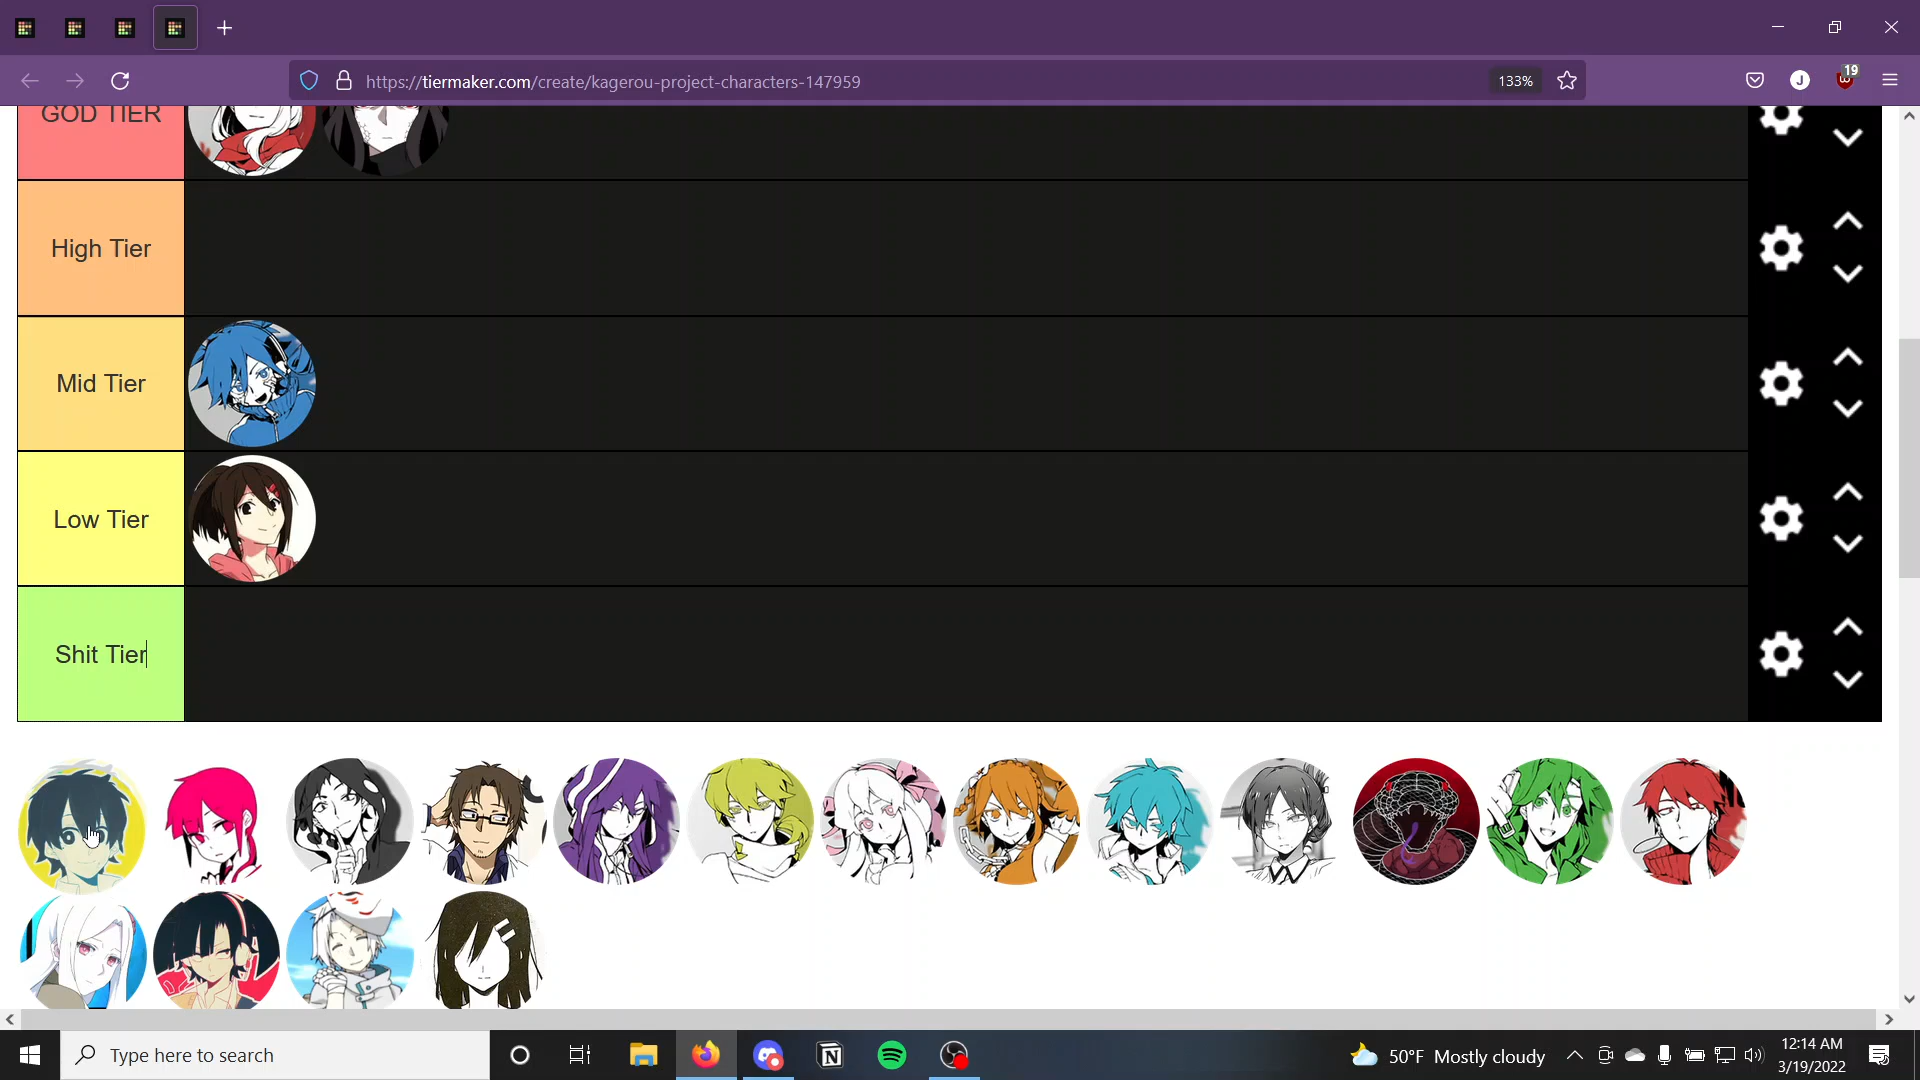 https://tiermaker.com/create/kagerou-project-characters-147959
133%
J
19
GOD TIER
High Tier
Mid Tier
Low Tier
Shit Tier
Type here to search
50°F Mostly cloudy
12:14 AM
3/19/2022